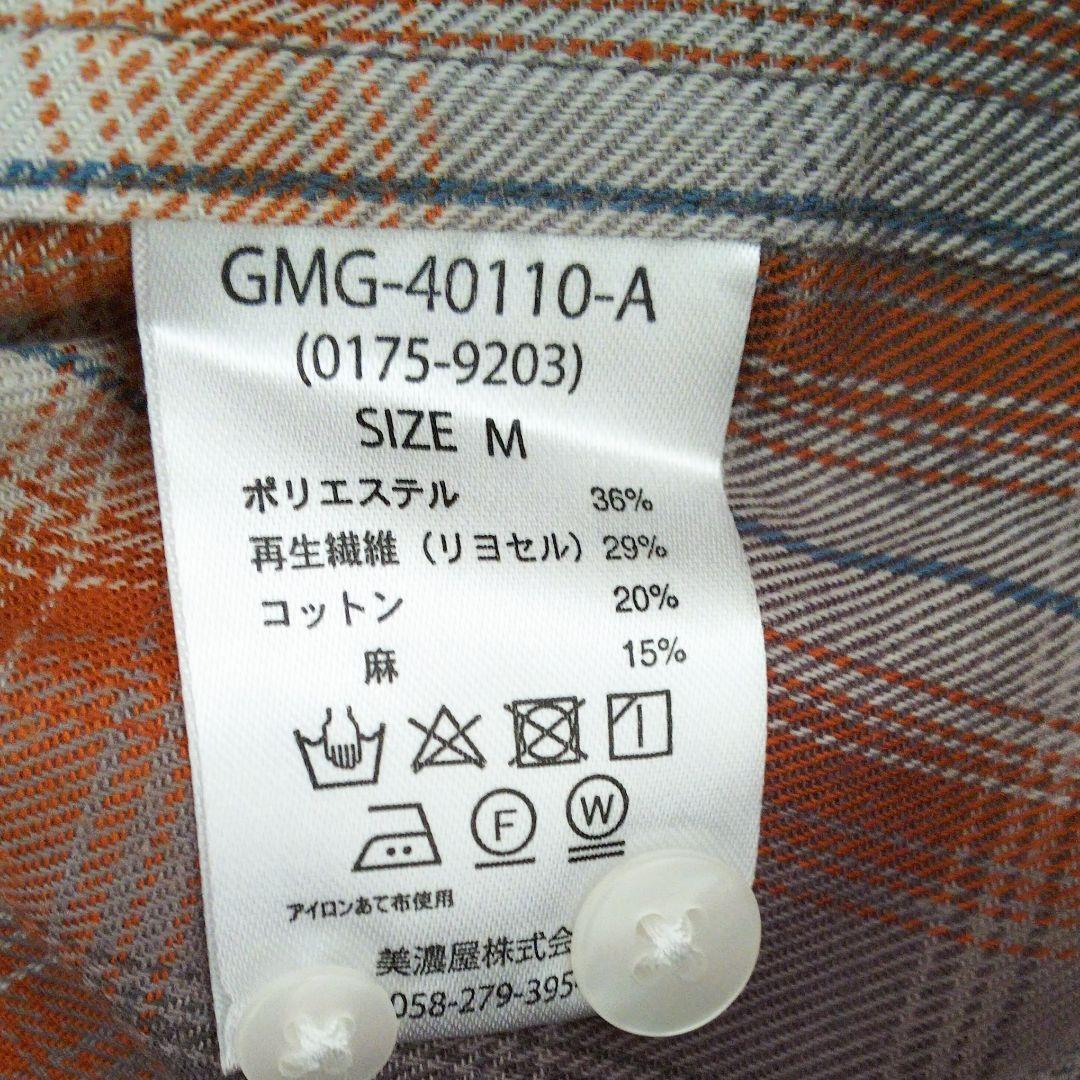 GMG-40110-A
(0175-9203)
SIZE M
ポリエステル 36%
再生繊維（リヨセル）29%
コットン 20%
麻 15%
F W
アイロンあて布使用
美濃屋株式会
058-279-395